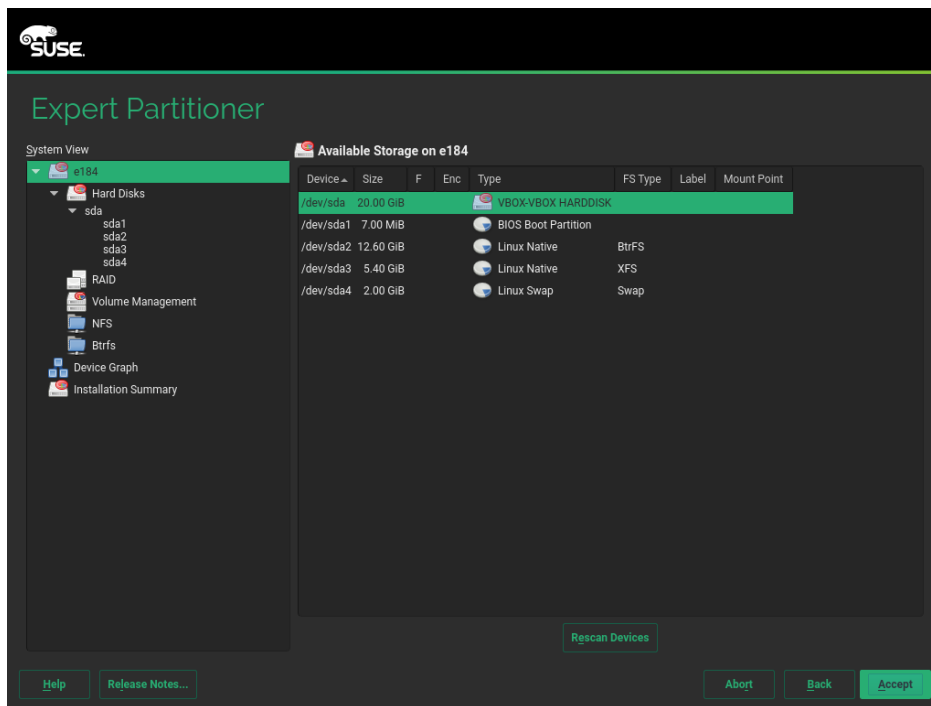 SUSE.
Expert Partitioner
System View
e184
Hard Disks
sda
sda1
sda2
sda3
sda4
RAID
Volume Management
NFS
Btrfs
Device Graph
Installation Summary
Available Storage on e184
Device Size F Enc Type FS Type Label Mount Point
/dev/sda 20.00 GiB VBOX-VBOX HARDDISK
/dev/sda1 7.00 MiB BIOS Boot Partition
/dev/sda2 12.60 GiB Linux Native BtrFS
/dev/sda3 5.40 GiB Linux Native XFS
/dev/sda4 2.00 GiB Linux Swap Swap
Rescan Devices
Help Release Notes... Abort Back Accept